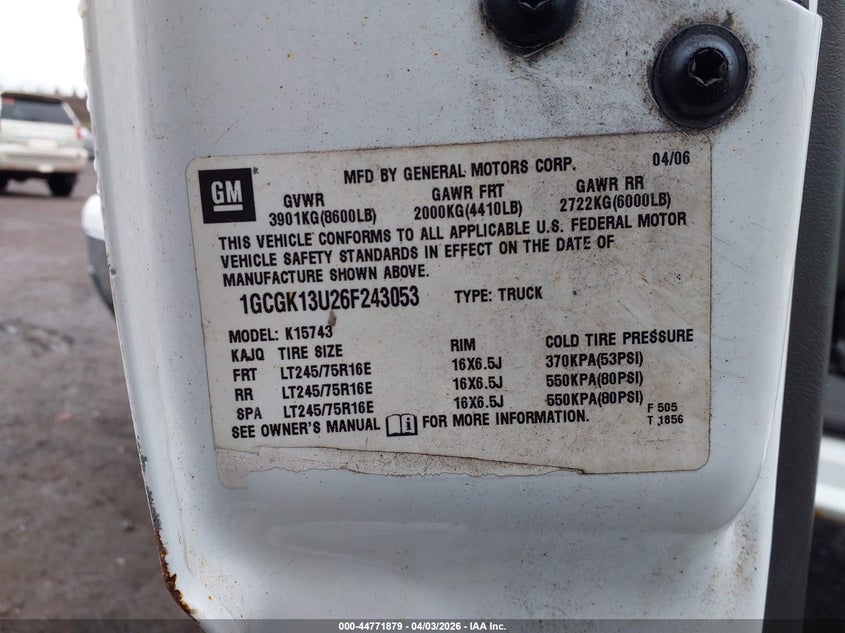 MFD BY GENERAL MOTORS CORP. 04/06
GM
GVWR GAWR FRT GAWR RR
3901KG(8600LB) 2000KG(4410LB) 2722KG(6000LB)
THIS VEHICLE CONFORMS TO ALL APPLICABLE U.S. FEDERAL MOTOR
VEHICLE SAFETY STANDARDS IN EFFECT ON THE DATE OF
MANUFACTURE SHOWN ABOVE.
1GCGK13U26F243053 TYPE: TRUCK
MODEL: K15743
KAJQ TIRE SIZE RIM COLD TIRE PRESSURE
FRT LT245/75R16E 16X6.5J 370KPA(53PSI)
RR LT245/75R16E 16X6.5J 550KPA(80PSI)
SPA LT245/75R16E 16X6.5J 550KPA(80PSI)
SEE OWNER'S MANUAL FOR MORE INFORMATION.
F 505
T 1856
000-44771879 - 04/03/2026 - IAA Inc.